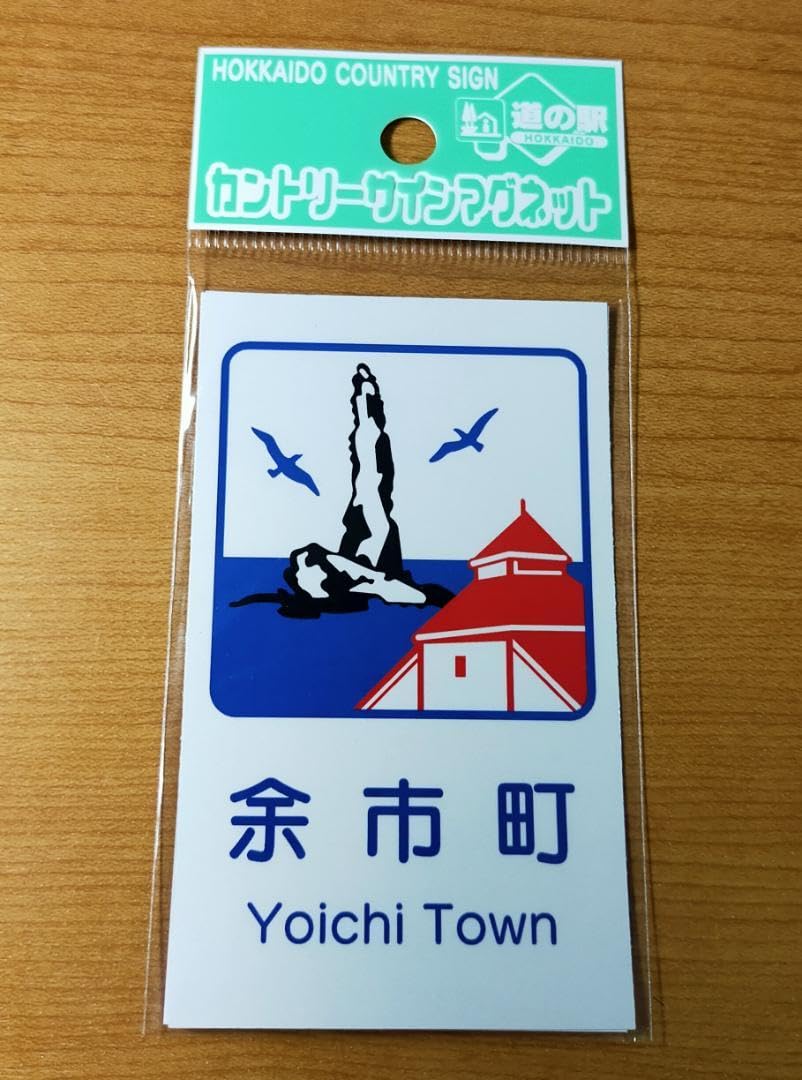 HOKKAIDO COUNTRY SIGN
道の駅
HOKKAIDO
カントリーサインマグネット
余市町
Yoichi Town